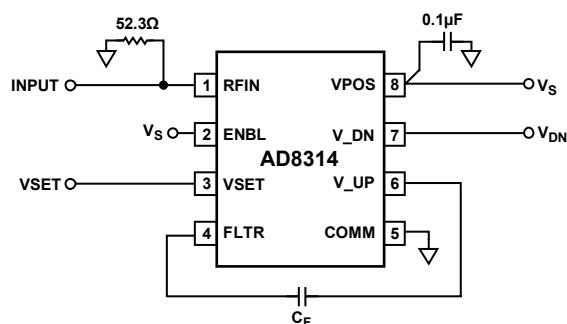 52.3Ω
0.1µF
INPUT
1 RFIN
VPOS 8
VS
VS
2 ENBL
V_DN 7
VDN
AD8314
VSET
3 VSET
V_UP 6
4 FLTR
COMM 5
CF